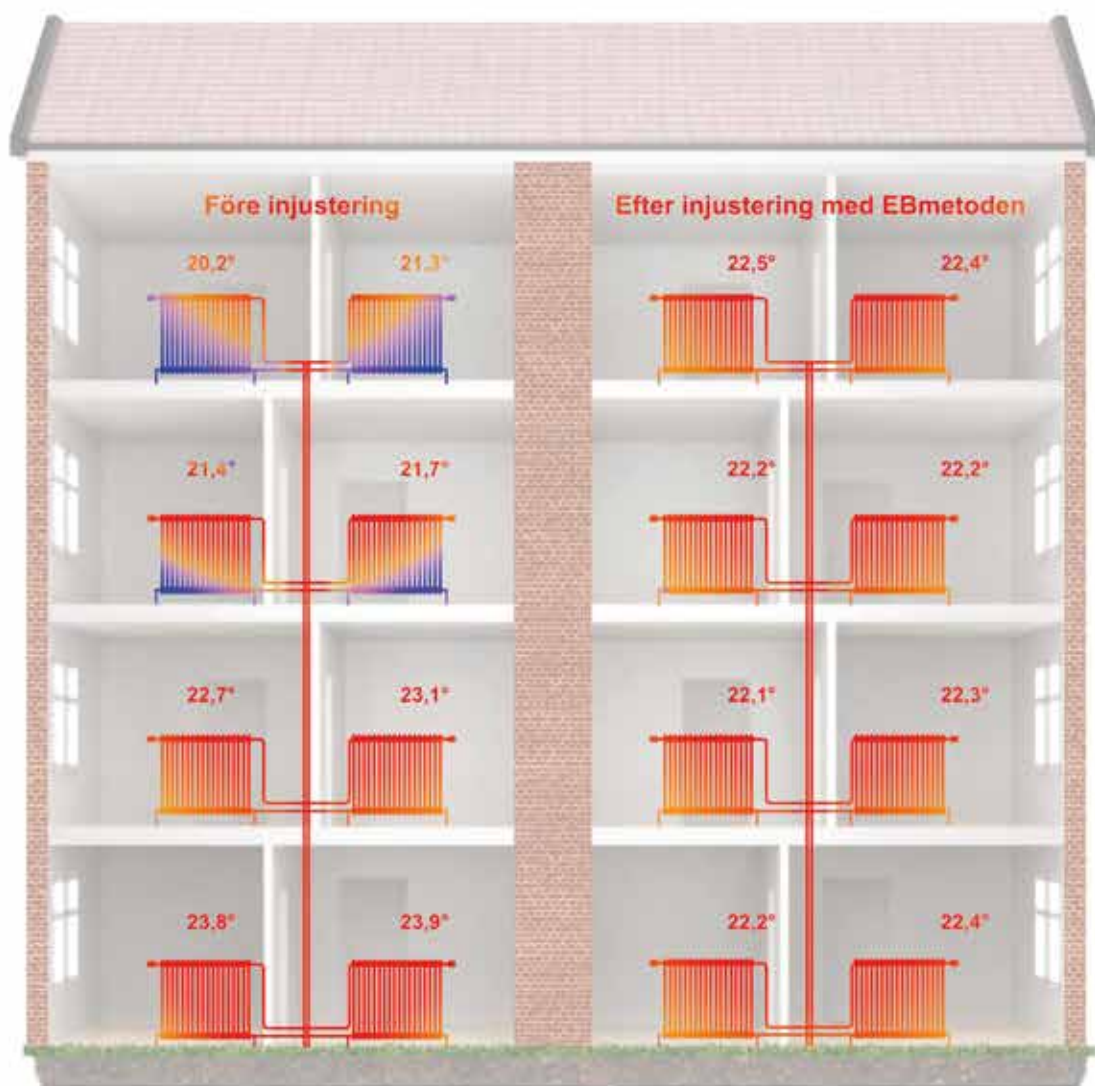 Före injustering
Efter injustering med EBmetoden
20,2° 21,3° 22,5° 22,4°
21,4° 21,7° 22,2° 22,2°
22,7° 23,1° 22,1° 22,3°
23,8° 23,9° 22,2° 22,4°